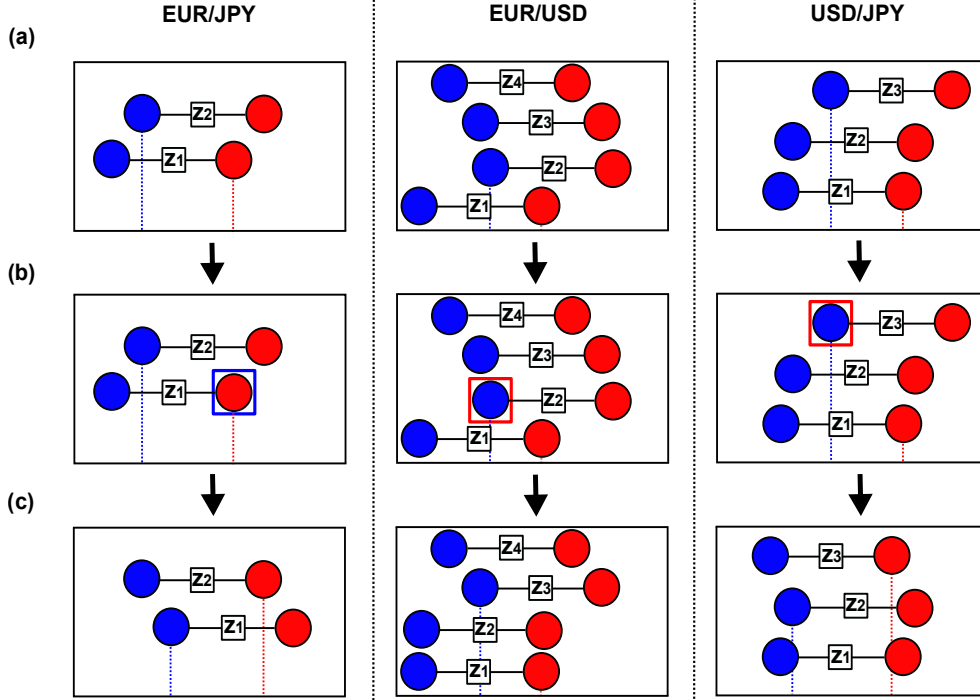 EUR/JPY EUR/USD USD/JPY
(a)
z4
z3
z2 z3
z1 z2 z2
z1 z1
(b)
z4 z3
z2 z3
z1 z2 z2
z1 z1
(c)
z4 z3
z2 z3 z2
z1 z2 z1
z1